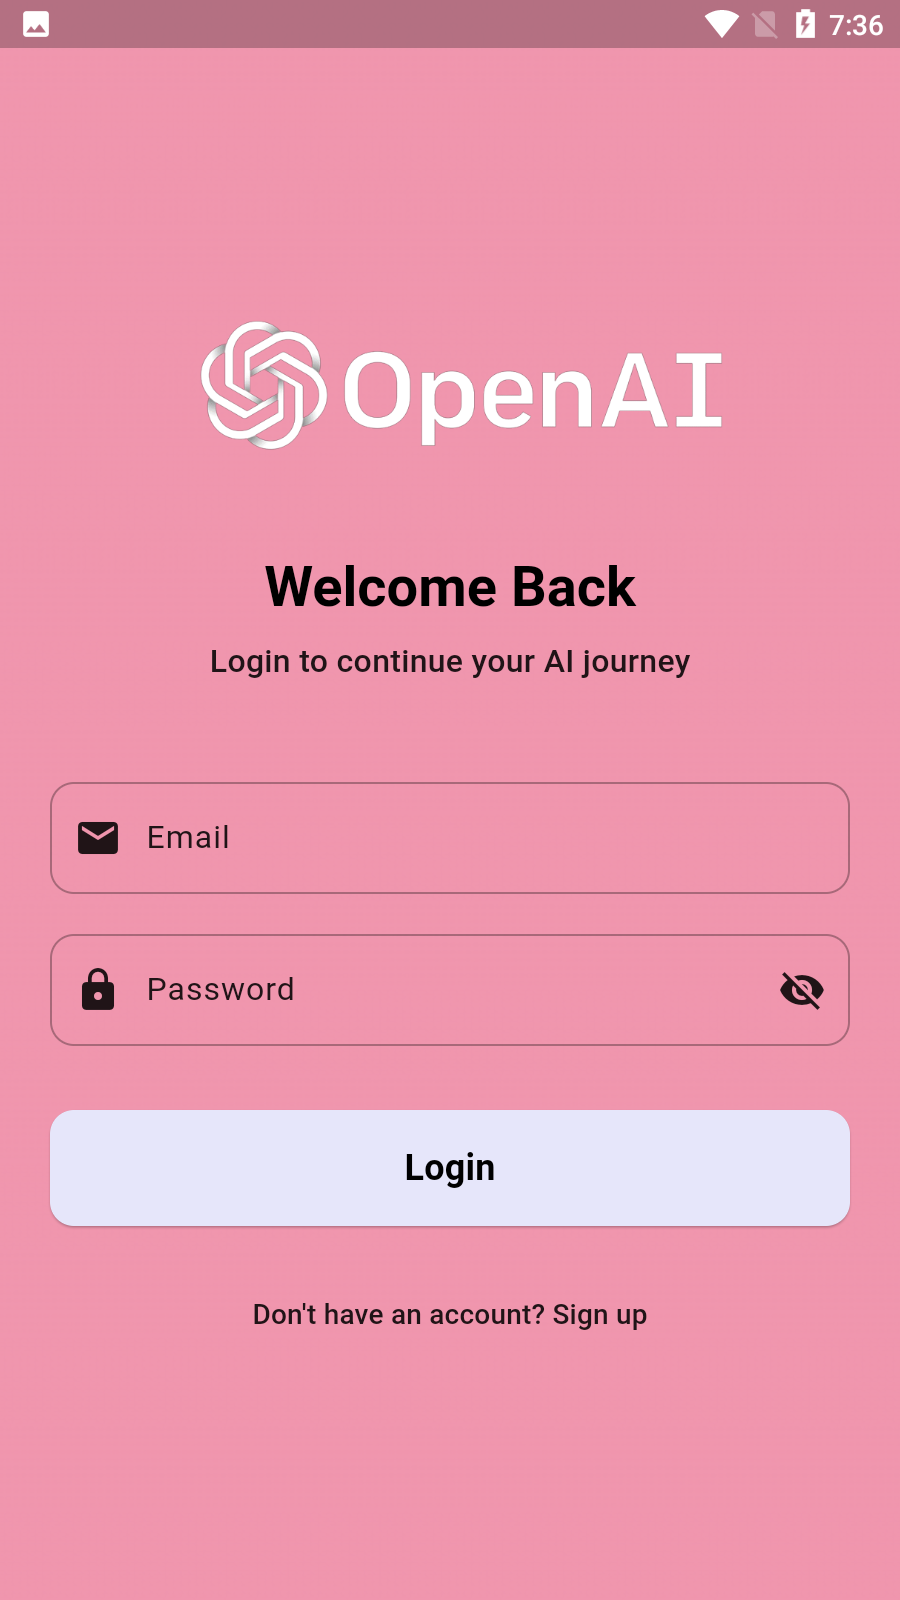 7:36
OpenAI
Welcome Back
Login to continue your AI journey
Email
Password
Login
Don't have an account? Sign up